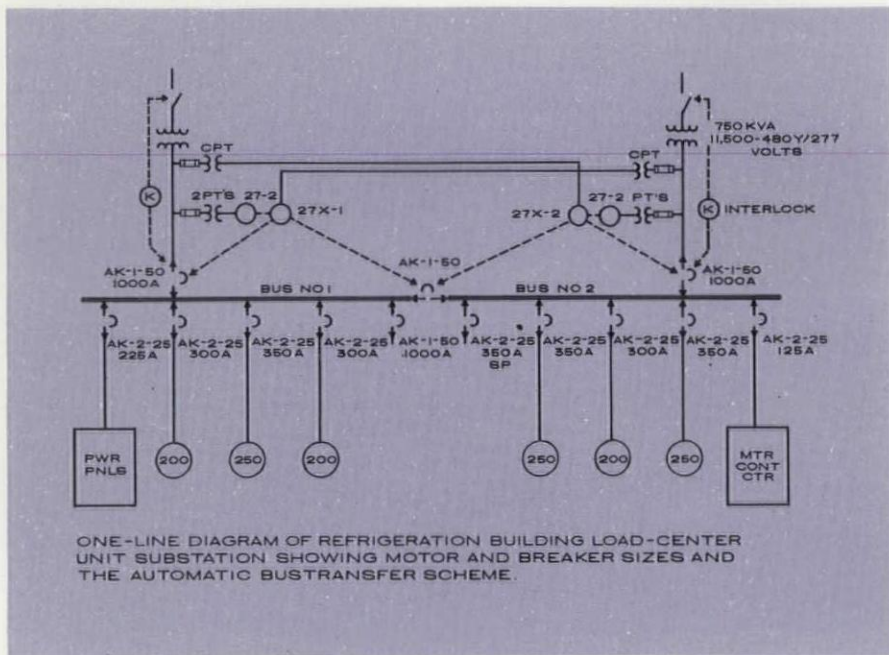 750 KVA
11,500-480Y/277
VOLTS
CPT
CPT
2PT'S
27-2
27X-1
27X-2
27-2
PT'S
K
K
INTERLOCK
AK-1-50
1000A
AK-1-50
AK-1-50
1000A
BUS NO1
BUS NO2
AK-2-25
225A
AK-2-25
300A
AK-2-25
350A
AK-2-25
300A
AK-1-50
1000A
AK-2-25
350A
SP
AK-2-25
350A
AK-2-25
300A
AK-2-25
350A
AK-2-25
125A
PWR
PNLS
200
250
200
250
200
250
MTR
CONT
CTR
ONE-LINE DIAGRAM OF REFRIGERATION BUILDING LOAD-CENTER
UNIT SUBSTATION SHOWING MOTOR AND BREAKER SIZES AND
THE AUTOMATIC BUSTRANSFER SCHEME.